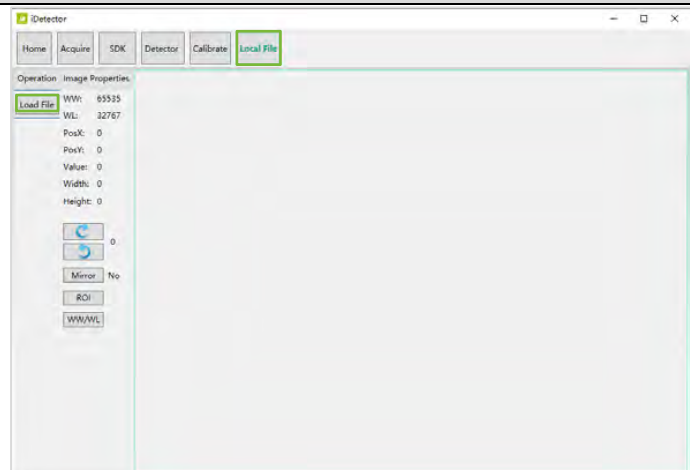 iDetector
Home Acquire SDK Detector Calibrate Local File
Operation Image Properties
Load File
WW: 65535
WL: 32767
PosX: 0
PosY: 0
Value: 0
Width: 0
Height: 0
0
Mirror No
ROI
WW/WL